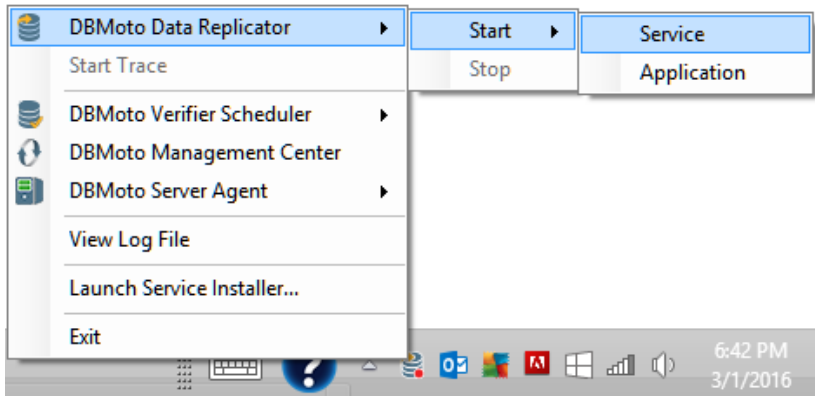 DBMoto Data Replicator
Start
Service
Start Trace
Stop
Application
DBMoto Verifier Scheduler
DBMoto Management Center
DBMoto Server Agent
View Log File
Launch Service Installer...
Exit
?
6:42 PM
3/1/2016